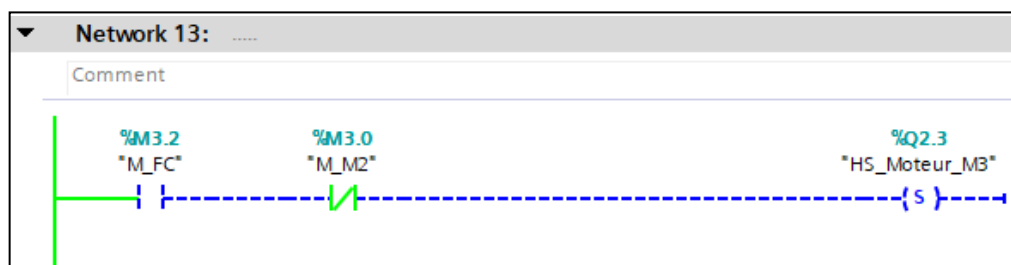 Network 13: .....
Comment
%M3.2 %M3.0 %Q2.3
"M_FC" "M_M2" "HS_Moteur_M3"
S